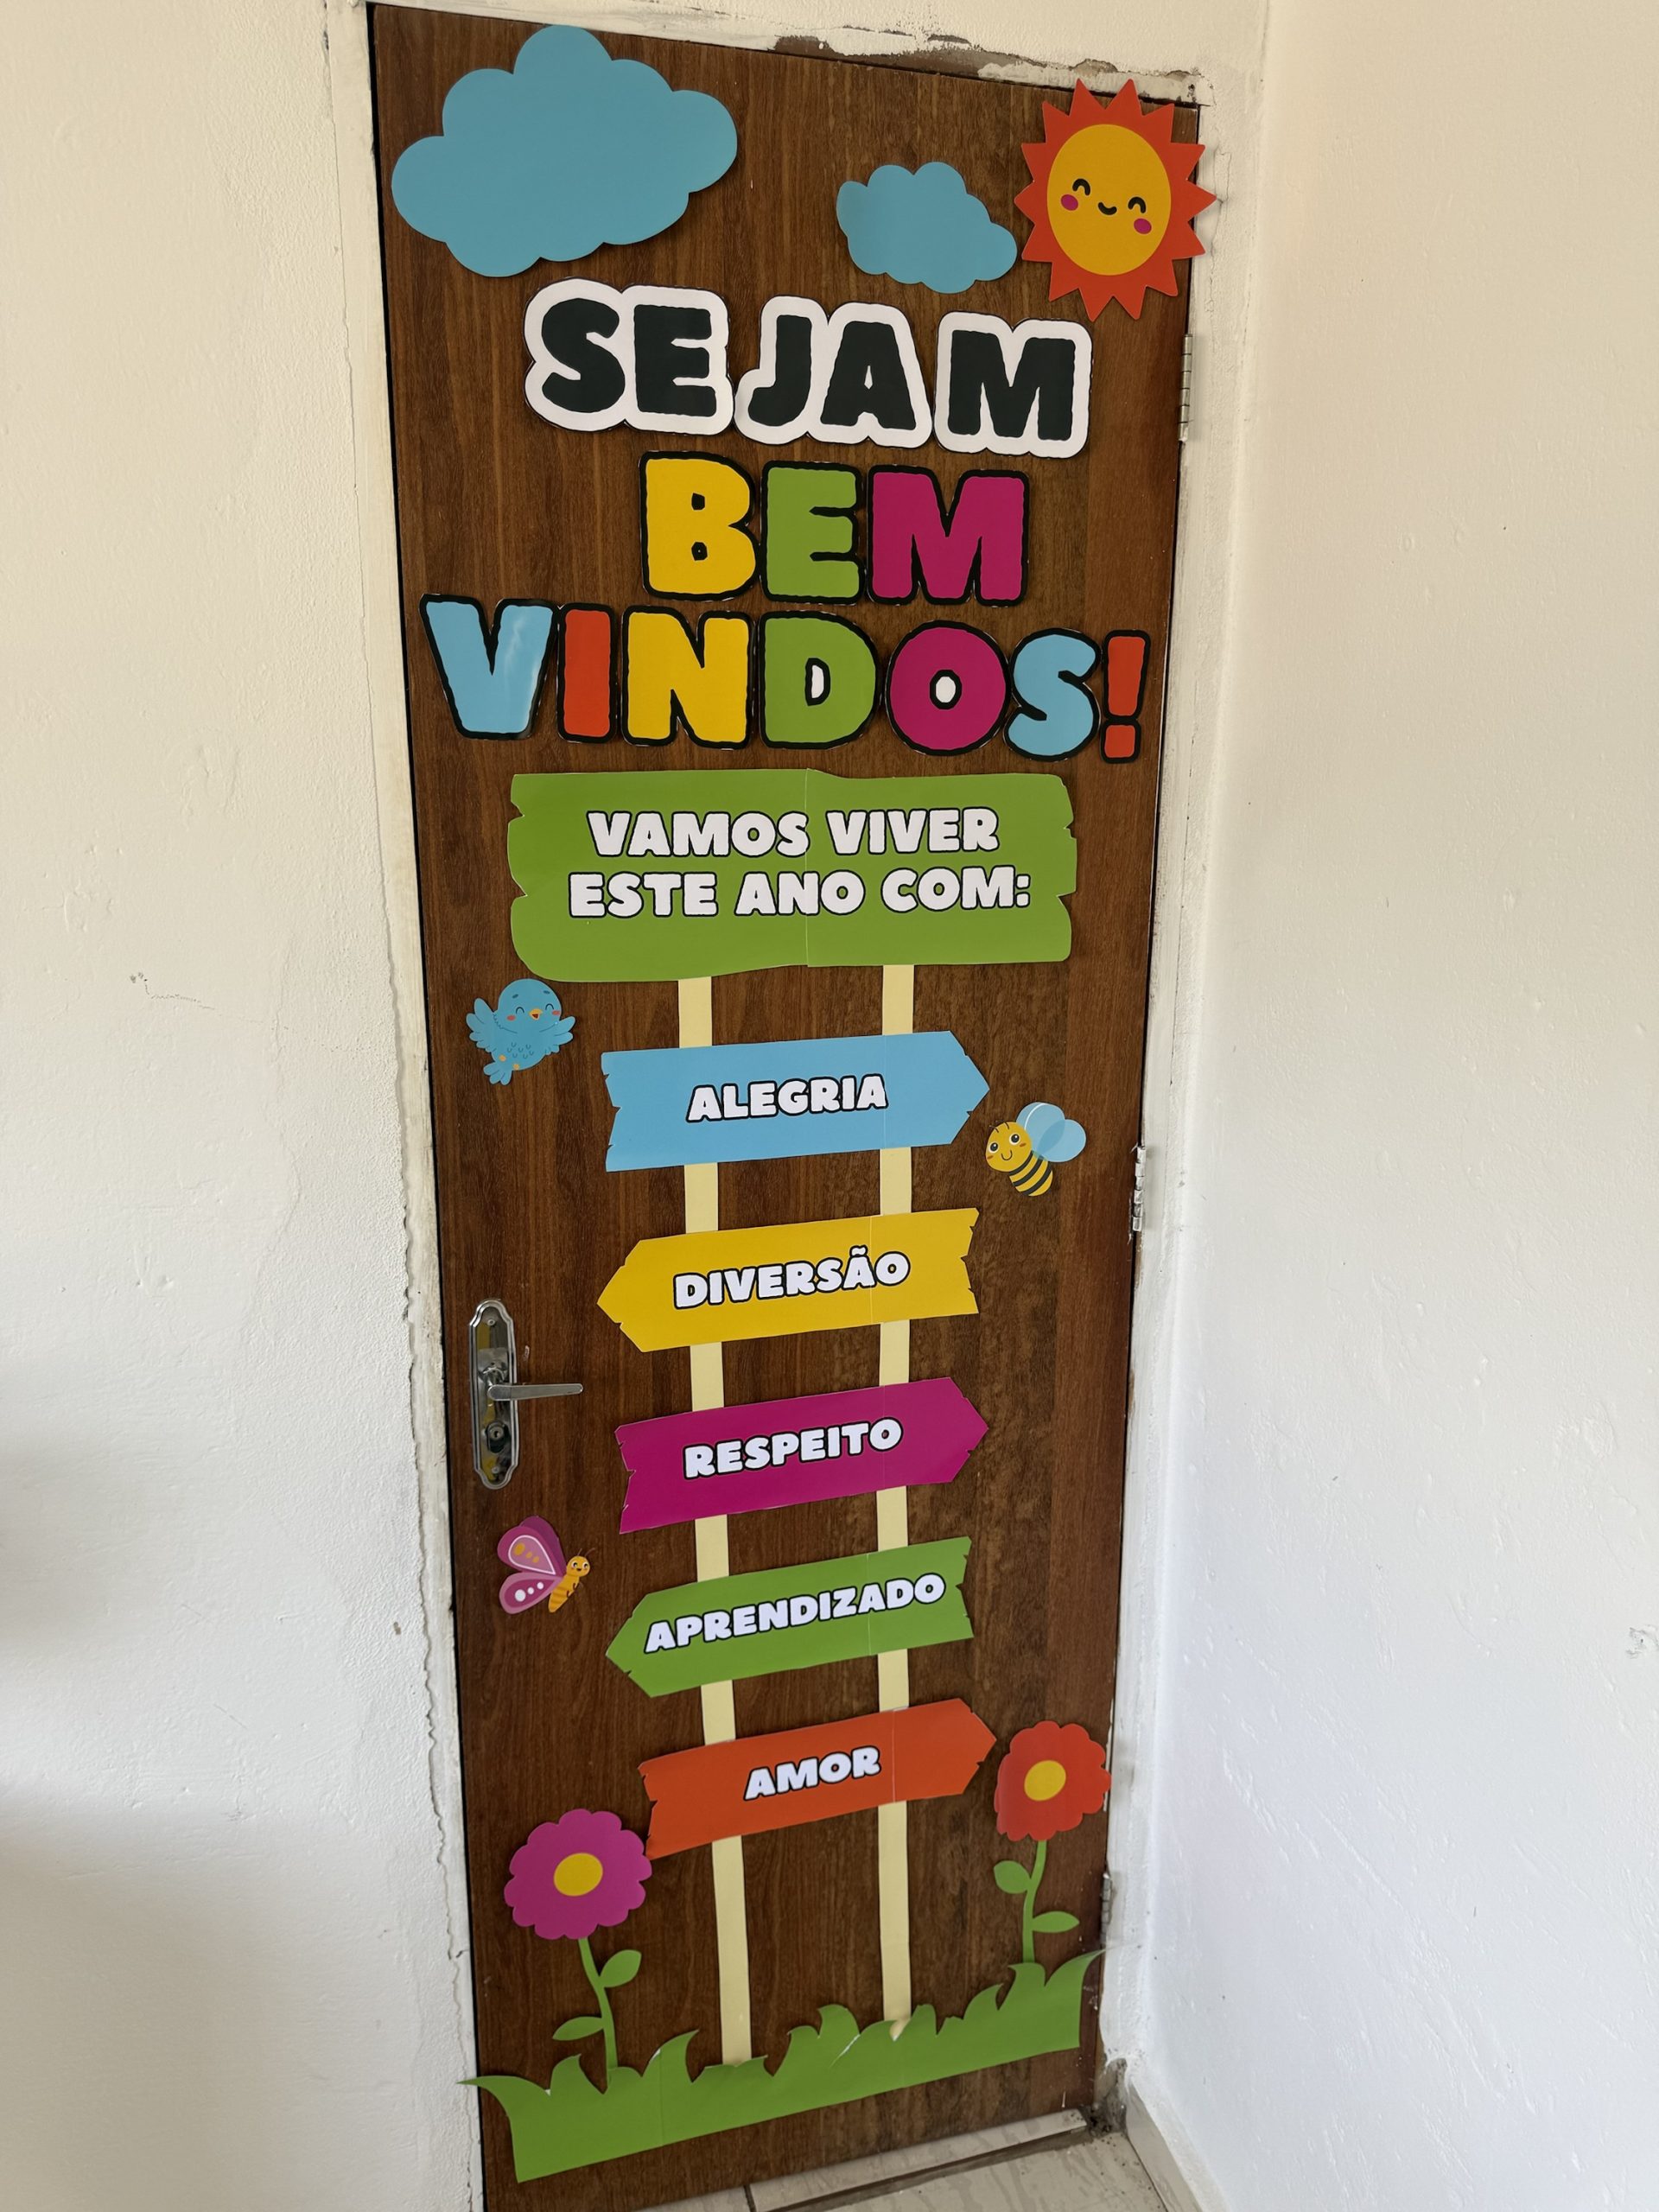 SEJAM
BEM
VINDOS!
VAMOS VIVER
ESTE ANO COM:
ALEGRIA
DIVERSÃO
RESPEITO
APRENDIZADO
AMOR